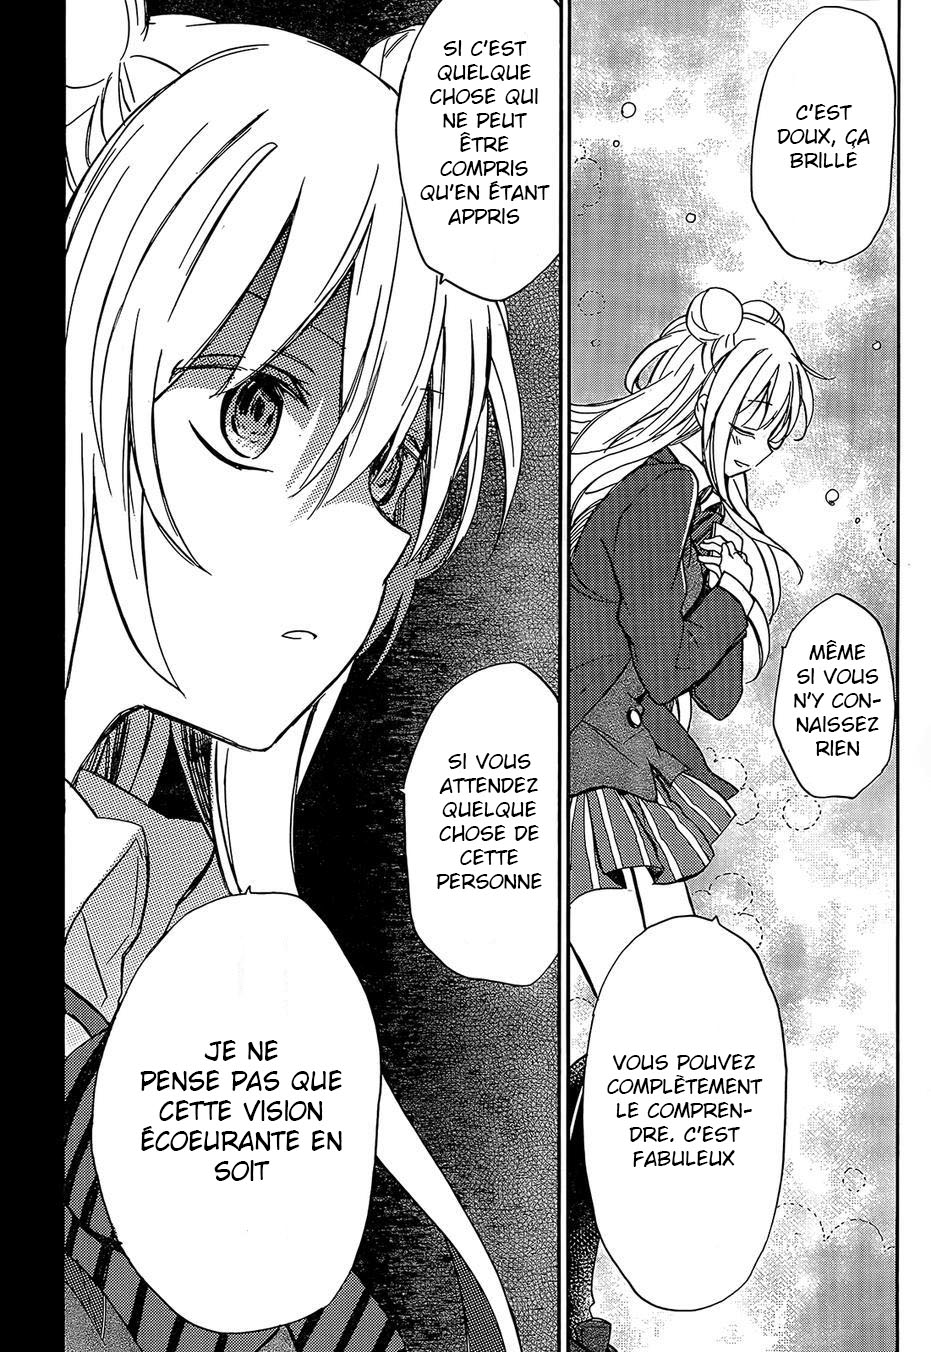 C'EST
DOUX, ÇA
BRILLE
MÊME
SI VOUS
N'Y CON-
NAISSEZ
RIEN
VOUS POUVEZ
COMPLÈTEMENT
LE COMPREN-
DRE. C'EST
FABULEUX
SI C'EST
QUELQUE
CHOSE QUI
NE PEUT
ÊTRE
COMPRIS
QU'EN ÉTANT
APPRIS
SI VOUS
ATTENDEZ
QUELQUE
CHOSE DE
CETTE
PERSONNE
JE NE
PENSE PAS QUE
CETTE VISION
ÉCOEURANTE EN
SOIT